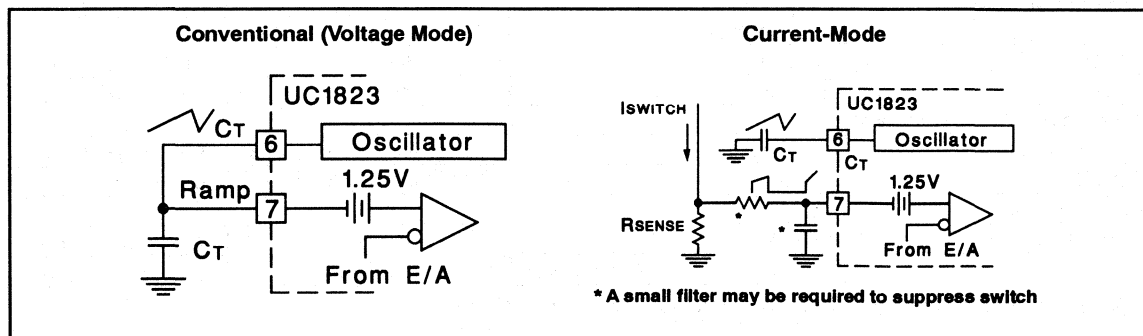 Conventional (Voltage Mode)
UC1823
CT
6
Oscillator
Ramp
7
1.25V
CT
From E/A
Current-Mode
ISWITCH
UC1823
CT
6
CT
Oscillator
7
1.25V
RSENSE
*
*
From E/A
* A small filter may be required to suppress switch